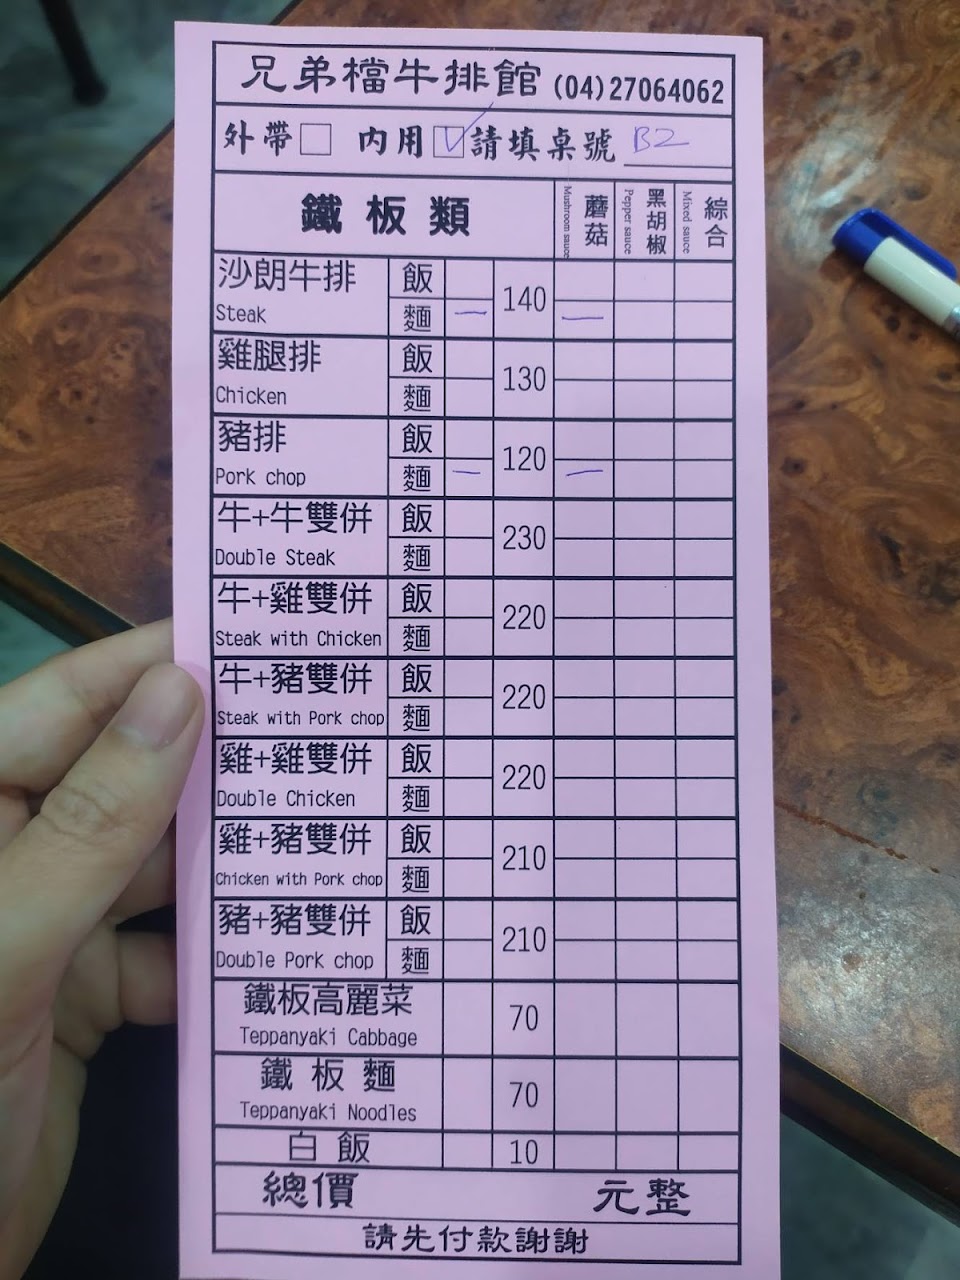 兄弟檔牛排館 (04)27064062
外帶□ 內用☑請填桌號 B2
鐵板類 蘑菇 Mushroom sauce 黑胡椒 Pepper sauce 綜合 Mixed sauce
沙朗牛排 飯 140
Steak 麵 一 一
雞腿排 飯 130
Chicken 麵
豬排 飯 120
Pork chop 麵 一 一
牛+牛雙併 飯 230
Double Steak 麵
牛+雞雙併 飯 220
Steak with Chicken 麵
牛+豬雙併 飯 220
Steak with Pork chop 麵
雞+雞雙併 飯 220
Double Chicken 麵
雞+豬雙併 飯 210
Chicken with Pork chop 麵
豬+豬雙併 飯 210
Double Pork chop 麵
鐵板高麗菜 70
Teppanyaki Cabbage
鐵板麵 70
Teppanyaki Noodles
白飯 10
總價 元整
請先付款謝謝